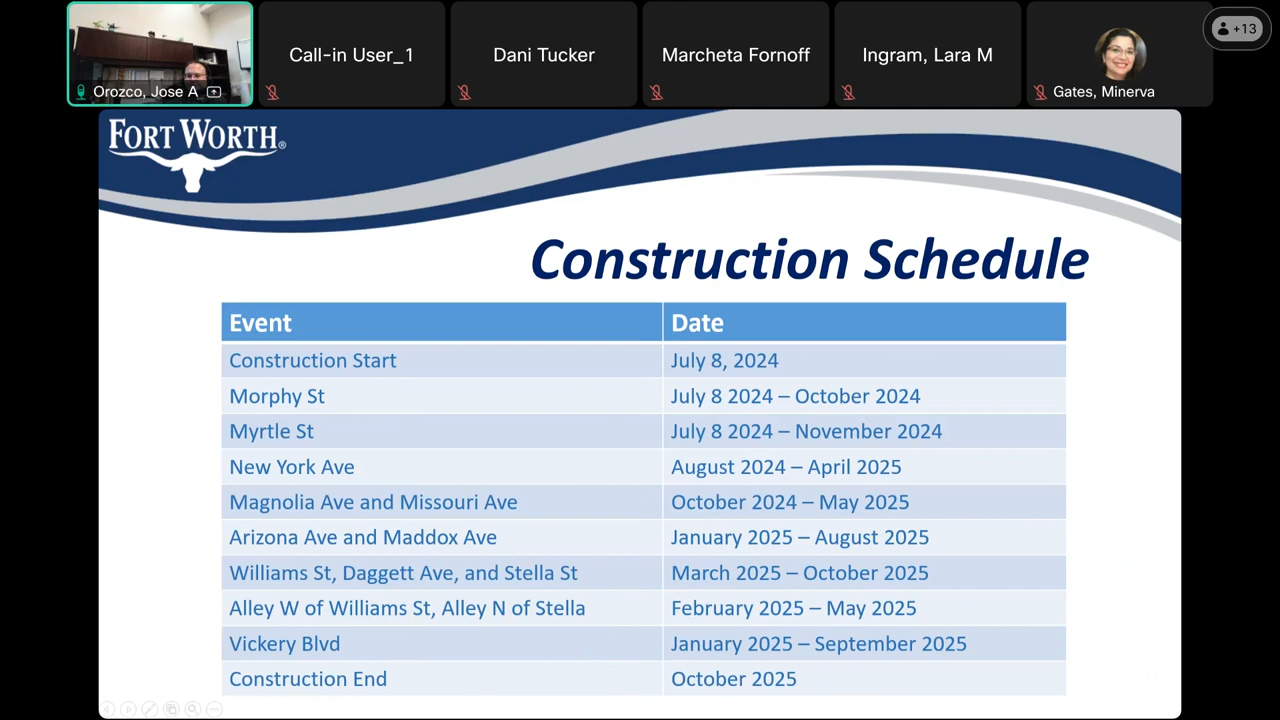 Call-in User_1
Dani Tucker
Marcheta Fornoff
Ingram, Lara M
+13
Orozco, Jose A
Gates, Minerva
FORT WORTH®
Construction Schedule
Event Date
Construction Start July 8, 2024
Morphy St July 8 2024 – October 2024
Myrtle St July 8 2024 – November 2024
New York Ave August 2024 – April 2025
Magnolia Ave and Missouri Ave October 2024 – May 2025
Arizona Ave and Maddox Ave January 2025 – August 2025
Williams St, Daggett Ave, and Stella St March 2025 – October 2025
Alley W of Williams St, Alley N of Stella February 2025 – May 2025
Vickery Blvd January 2025 – September 2025
Construction End October 2025